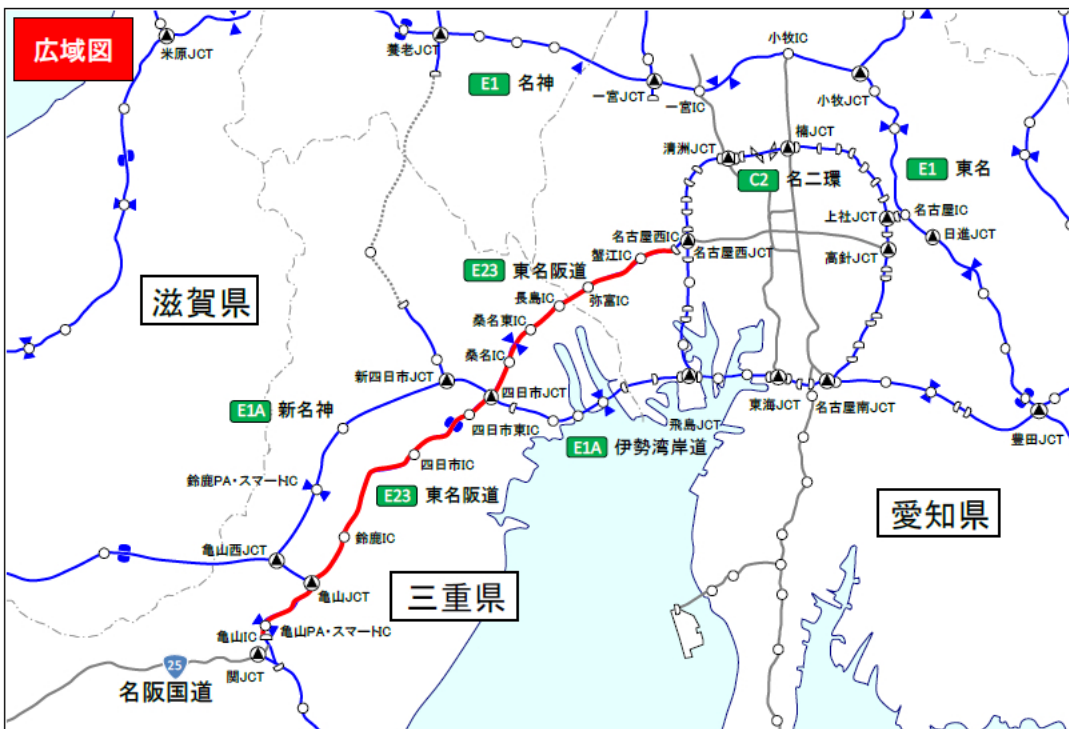 広域図
米原JCT
養老JCT
小牧IC
E1 名神
一宮JCT
一宮IC
小牧JCT
楠JCT
清洲JCT
C2 名二環
E1 東名
名古屋IC
上社JCT
日進JCT
名古屋西IC
名古屋西JCT
高針JCT
蟹江IC
E23 東名阪道
弥富IC
長島IC
滋賀県
桑名東IC
桑名IC
新四日市JCT
四日市JCT
東海JCT
名古屋南JCT
E1A 新名神
四日市東IC
飛島JCT
豊田JCT
E1A 伊勢湾岸道
四日市IC
鈴鹿PA・スマートIC
E23 東名阪道
愛知県
鈴鹿IC
亀山西JCT
亀山JCT
三重県
亀山PA・スマートIC
亀山IC
関JCT
25
名阪国道